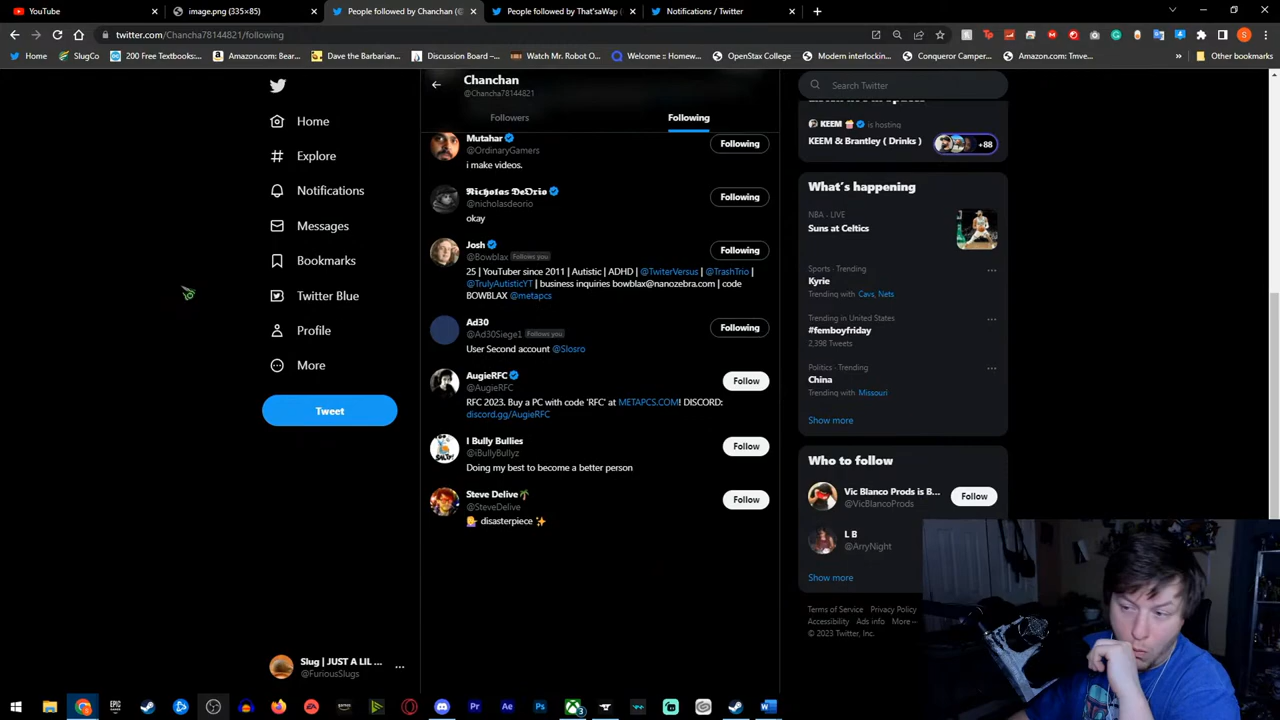 YouTube
image.png (335×85)
People followed by Chanchan (@
People followed by That'saWap (
Notifications / Twitter
twitter.com/Chancha78144821/following
Home
SlugCo
200 Free Textbooks:...
Dave the Barbarian...
Discussion Board –...
Watch Mr. Robot O...
Welcome :: Homew...
OpenStax College
Modern interlockin...
Conquerer Camper...
Amazon.com: Tmve...
Other bookmarks
Home
Explore
Notifications
Messages
Bookmarks
Twitter Blue
Profile
More
Tweet
Slug | JUST A LIL ...
@FuriousSlugs
Chanchan
@Chancha78144821
Followers
Following
Mutahar
@OrdinaryGamers
Following
i make videos.
𝕹𝖎𝖈𝖍𝖔𝖑𝖆𝖘 𝕯𝖊𝕺𝖗𝖎𝖔
@nicholasdeorio
Following
okay
Josh
@Bowblax Follows you
Following
25 | YouTuber since 2011 | Autistic | ADHD | @TwiterVersus | @TrashTrio |
@TrulyAutisticYT | business inquiries bowblax@nanozebra.com | code
BOWBLAX @metapcs
Ad30
@Ad30Siege1 Follows you
Following
User Second account @Slosro
AugieRFC
@AugieRFC
Follow
RFC 2023. Buy a PC with code 'RFC' at METAPCS.COM! DISCORD:
discord.gg/AugieRFC
I Bully Bullies
@iBullyBullyz
Follow
Doing my best to become a better person
Steve Delive🌴
@SteveDelive
Follow
💁 disasterpiece ✨
Search Twitter
KEEM 🍿 is hosting
KEEM & Brantley ( Drinks )
+88
What's happening
NBA · LIVE
Suns at Celtics
Sports · Trending
Kyrie
Trending with Cavs, Nets
Trending in United States
#femboyfriday
2,398 Tweets
Politics · Trending
China
Trending with Missouri
Show more
Who to follow
Vic Blanco Prods is B...
@VicBlancoProds
Follow
L B
@ArryNight
Show more
Terms of Service Privacy Policy
Accessibility Ads info More ···
© 2023 Twitter, Inc.